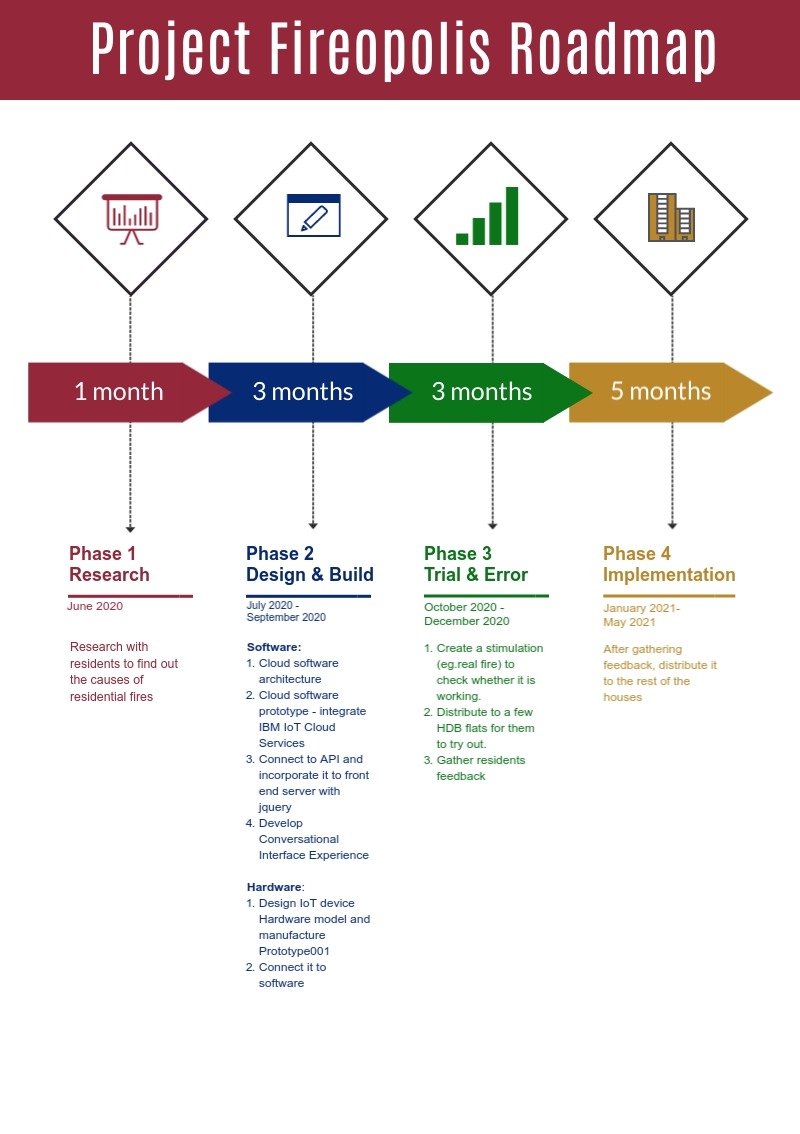 Project Fireopolis Roadmap
1 month
3 months
3 months
5 months
Phase 1
Research
June 2020
Research with
residents to find out
the causes of
residential fires
Phase 2
Design & Build
July 2020 -
September 2020
Software:
1. Cloud software
architecture
2. Cloud software
prototype - integrate
IBM IoT Cloud
Services
3. Connect to API and
incorporate it to front
end server with
jquery
4. Develop
Conversational
Interface Experience
Hardware:
1. Design IoT device
Hardware model and
manufacture
Prototype001
2. Connect it to
software
Phase 3
Trial & Error
October 2020 -
December 2020
1. Create a stimulation
(eg.real fire) to
check whether it is
working.
2. Distribute to a few
HDB flats for them
to try out.
3. Gather residents
feedback
Phase 4
Implementation
January 2021-
May 2021
After gathering
feedback, distribute it
to the rest of the
houses